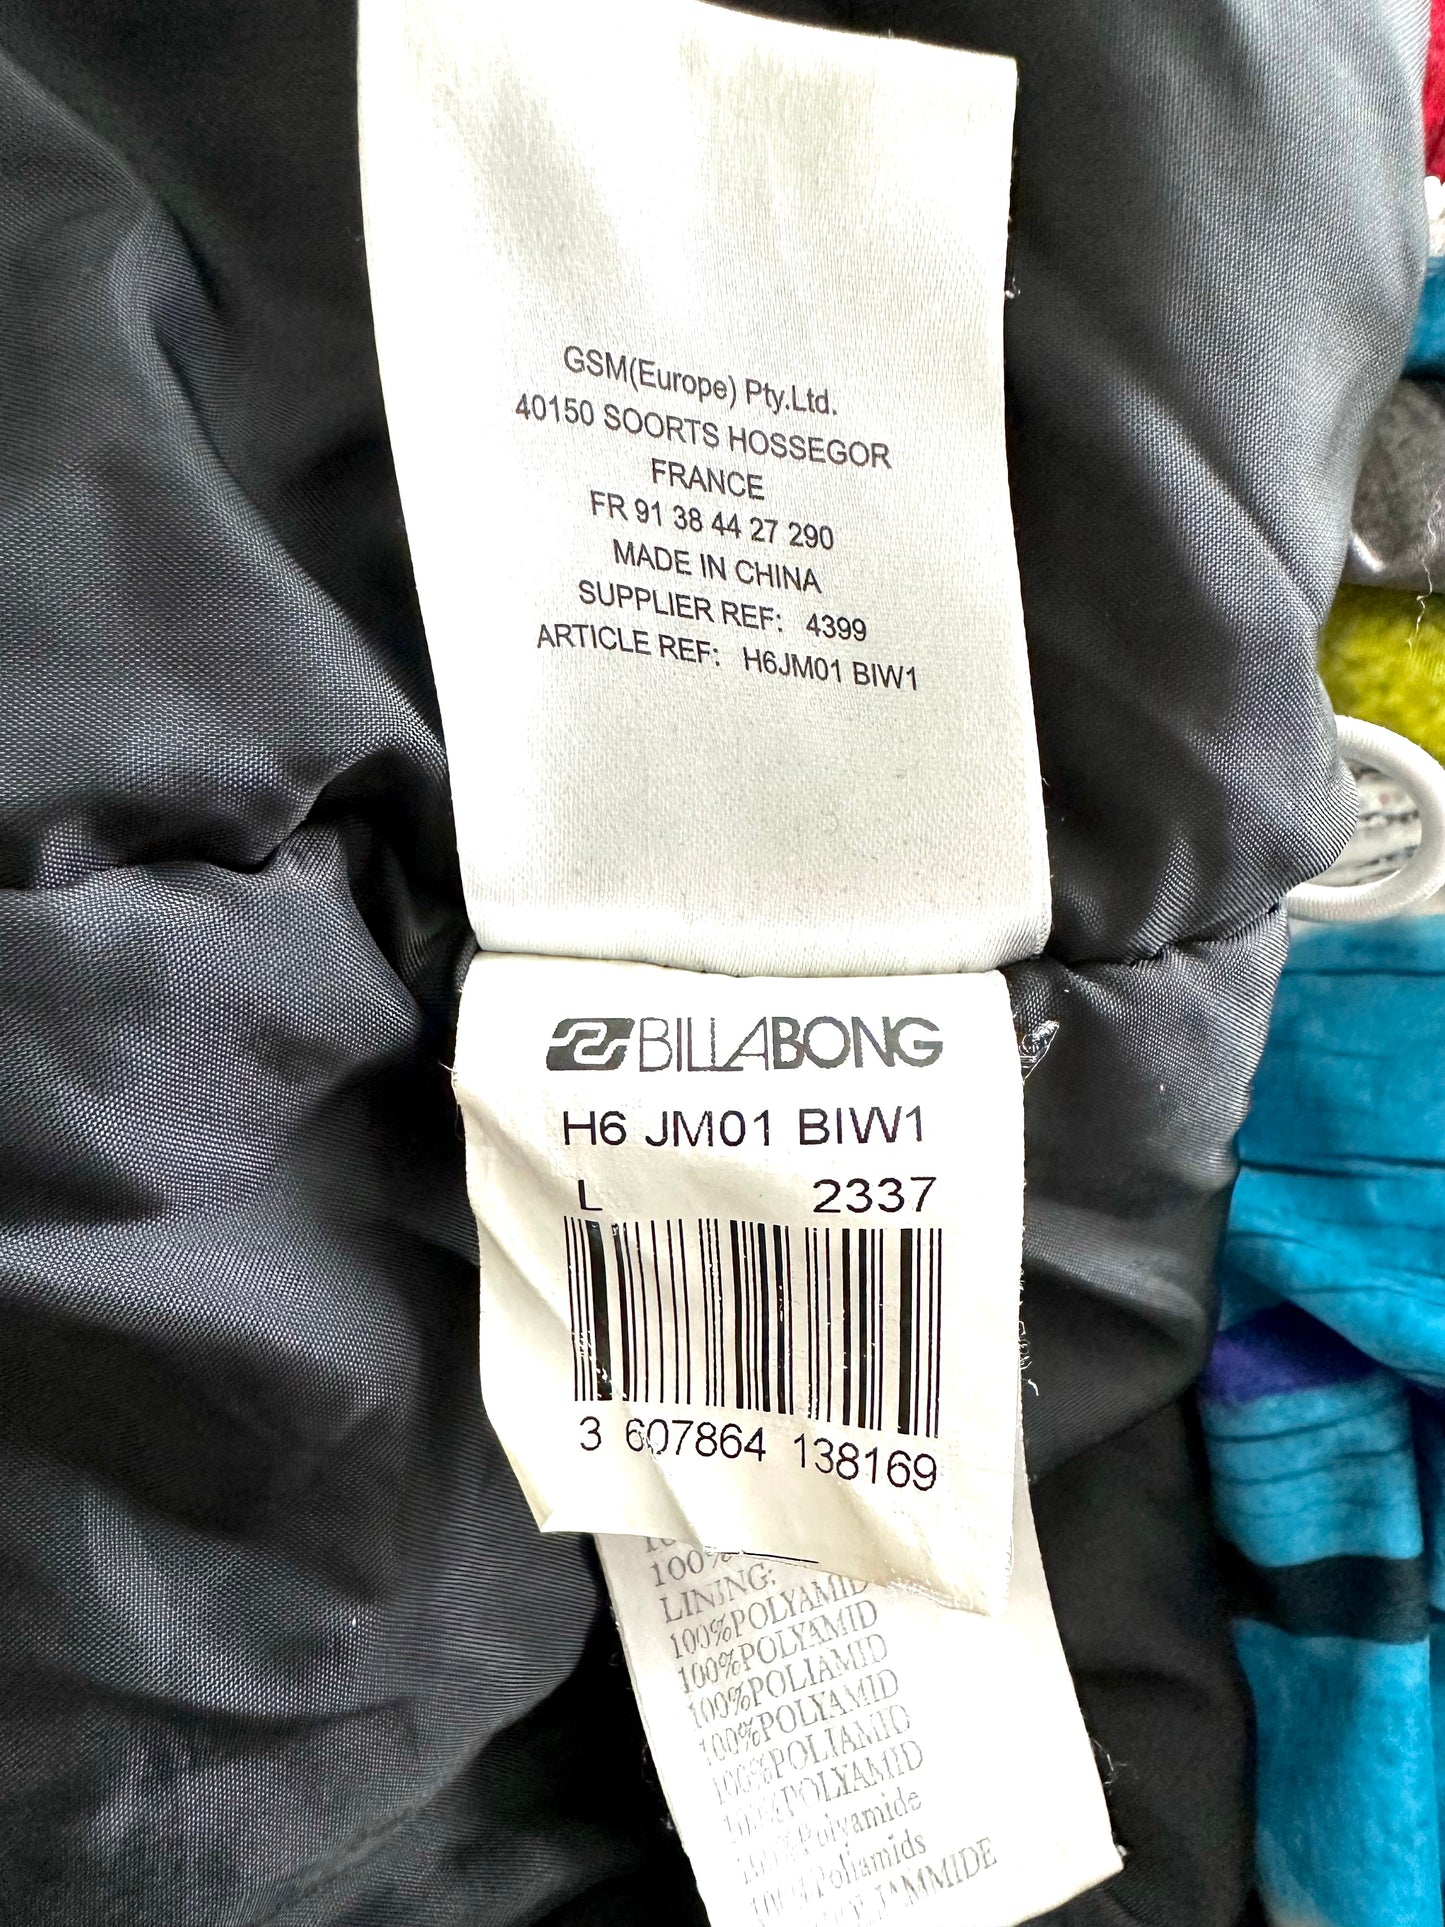 GSM(Europe) Pty.Ltd.
40150 SOORTS HOSSEGOR
FRANCE
FR 91 38 44 27 290
MADE IN CHINA
SUPPLIER REF: 4399
ARTICLE REF: H6JM01 BIW1
BILLABONG
H6 JM01 BIW1
L 2337
3 607864 138169
100%
LINING:
100%POLYAMID
100%POLYAMID
100%POLIAMID
100%POLYAMID
100%POLIAMID
100%POLYAMID
Polyamide
100%Poliamids